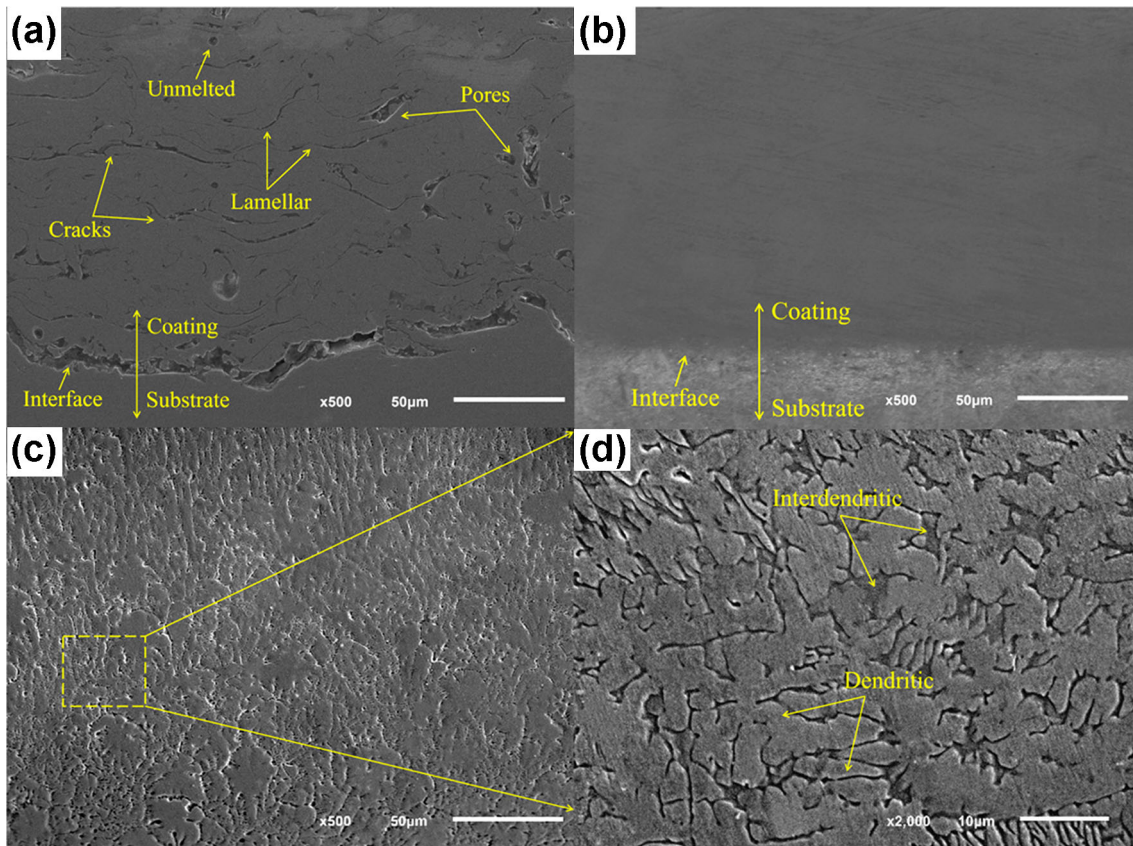 (a)
Unmelted
Pores
Lamellar
Cracks
Coating
Interface
Substrate
x500 50µm
(b)
Coating
Interface
Substrate
x500 50µm
(c)
x500 50µm
(d)
Interdendritic
Dendritic
x2,000 10µm